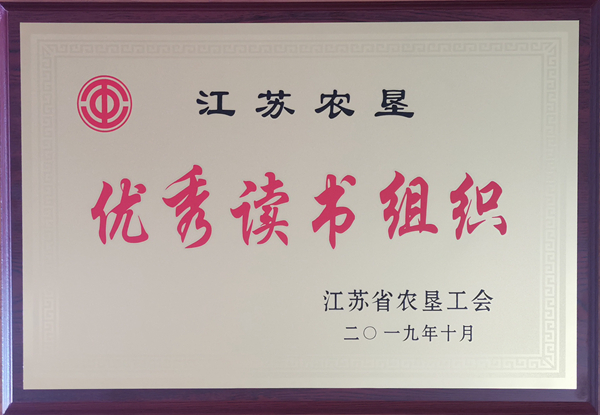 江苏农垦
优秀读书组织
江苏省农垦工会
二〇一九年十月